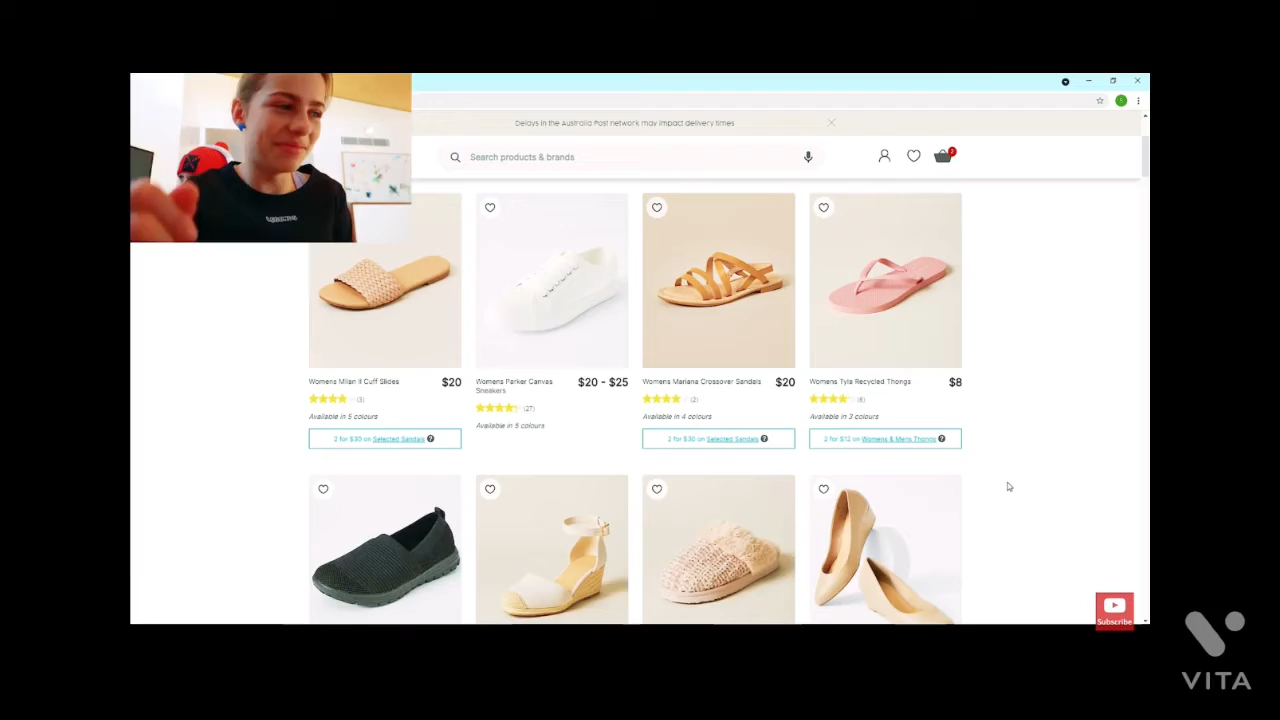 Delays in the Australia Post network may impact delivery times
Search products & brands
2
Womens Milan II Cuff Slides $20
(3)
Available in 5 colours
2 for $30 on Selected Sandals ?
Womens Parker Canvas Sneakers $20 - $25
(27)
Available in 5 colours
Womens Mariana Crossover Sandals $20
(2)
Available in 4 colours
2 for $30 on Selected Sandals ?
Womens Tyla Recycled Thongs $8
(6)
Available in 3 colours
2 for $12 on Womens & Mens Thongs ?
Subscribe
VITA